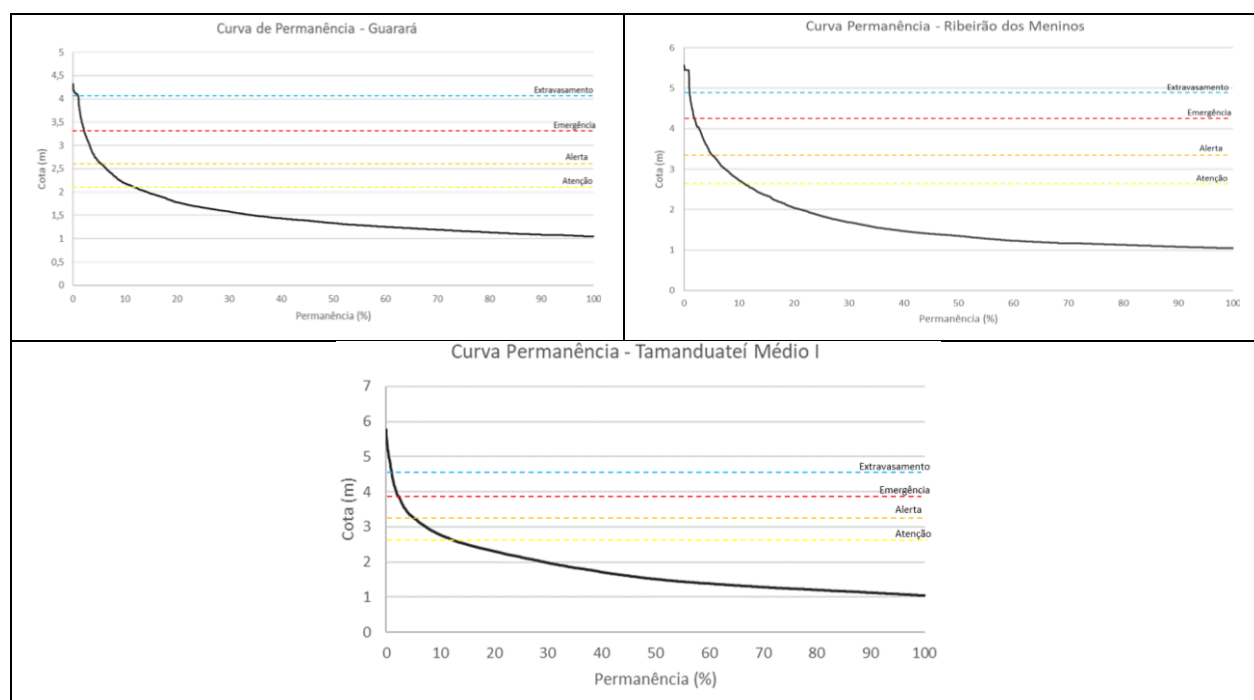 Curva de Permanência - Guarará
5
4,5
4
3,5
3
2,5
2
1,5
1
0,5
0
Cota (m)
Extravasamento
Emergência
Alerta
Atenção
0 10 20 30 40 50 60 70 80 90 100
Permanência (%)
Curva Permanência - Ribeirão dos Meninos
6
5
4
3
2
1
0
Cota (m)
Extravasamento
Emergência
Alerta
Atenção
0 10 20 30 40 50 60 70 80 90 100
Permanência (%)
Curva Permanência - Tamanduateí Médio I
7
6
5
4
3
2
1
0
Cota (m)
Extravasamento
Emergência
Alerta
Atenção
0 10 20 30 40 50 60 70 80 90 100
Permanência (%)